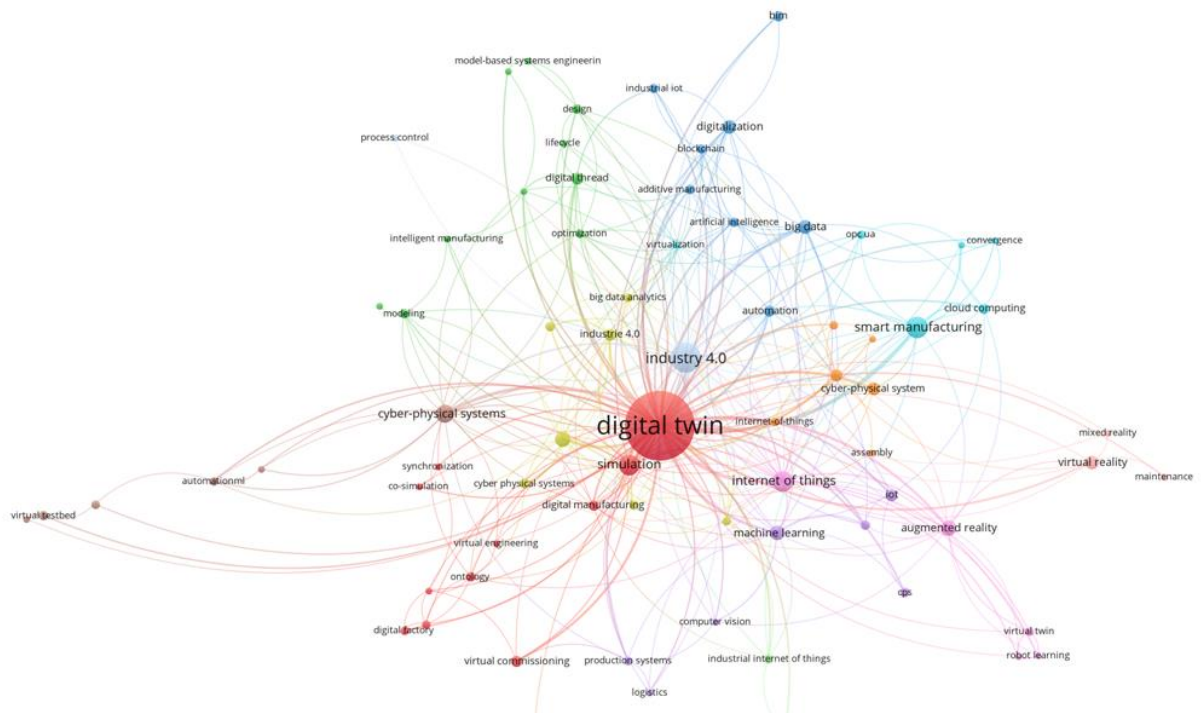 bim
model-based systems engineerin
industrial iot
design
digitalization
process control
lifecycle
blockchain
digital thread
additive manufacturing
artificial intelligence
big data
optimization
opc ua
intelligent manufacturing
virtualization
convergence
big data analytics
cloud computing
modeling
automation
smart manufacturing
industrie 4.0
industry 4.0
cyber-physical system
cyber-physical systems
digital twin
internet-of-things
mixed reality
assembly
simulation
virtual reality
synchronization
maintenance
automationml
internet of things
co-simulation
cyber physical systems
iot
digital manufacturing
virtual testbed
augmented reality
machine learning
virtual engineering
ontology
cps
computer vision
digital factory
virtual twin
robot learning
virtual commissioning
production systems
industrial internet of things
logistics